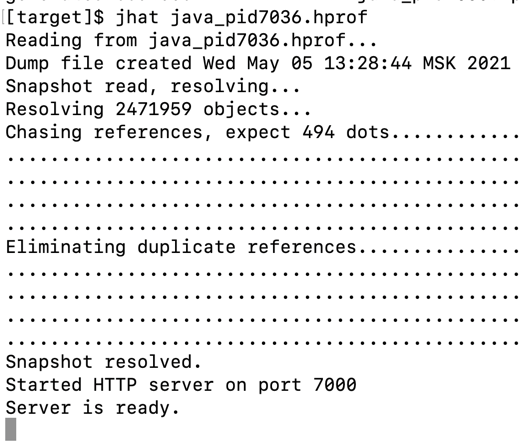 [[target]$ jhat java_pid7036.hprof
Reading from java_pid7036.hprof...
Dump file created Wed May 05 13:28:44 MSK 2021
Snapshot read, resolving...
Resolving 2471959 objects...
Chasing references, expect 494 dots............
...............................................
...............................................
...............................................
...............................................
Eliminating duplicate references...............
...............................................
...............................................
...............................................
...............................................
Snapshot resolved.
Started HTTP server on port 7000
Server is ready.